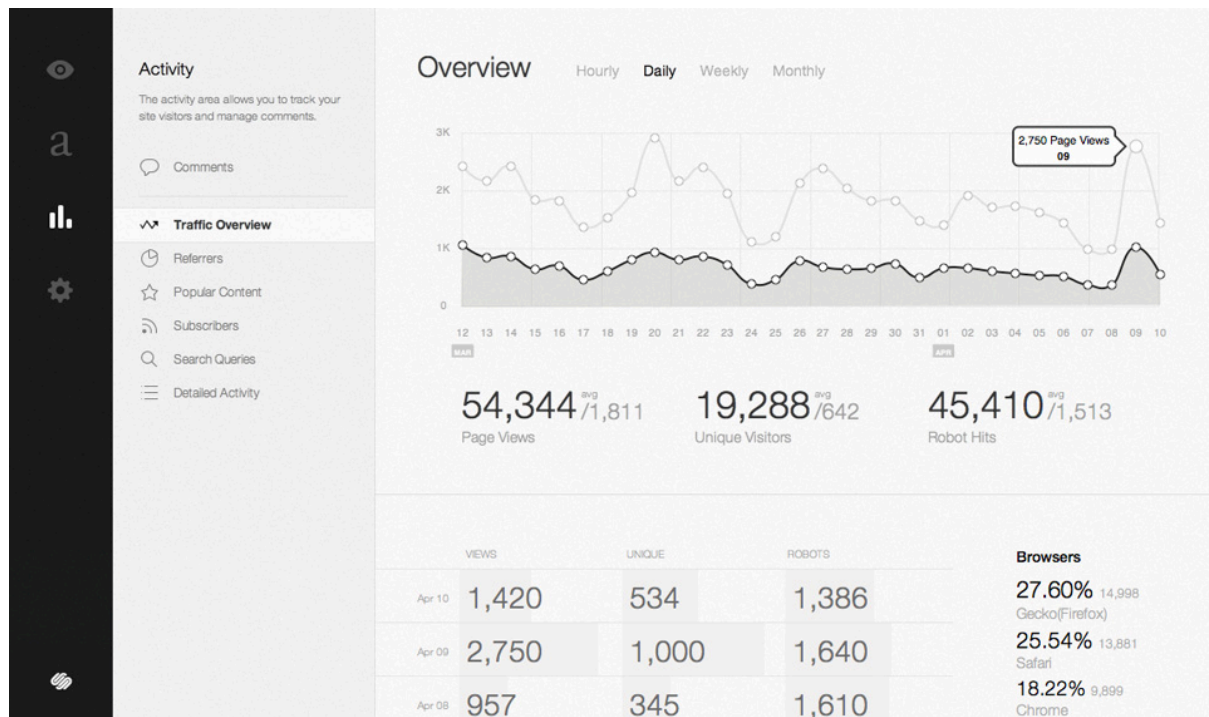 Activity
The activity area allows you to track your
site visitors and manage comments.
Comments
Traffic Overview
Referrers
Popular Content
Subscribers
Search Queries
Detailed Activity
a
Overview
Hourly Daily Weekly Monthly
3K
2K
1K
0
2,750 Page Views
09
12 13 14 15 16 17 18 19 20 21 22 23 24 25 26 27 28 29 30 31 01 02 03 04 05 06 07 08 09 10
MAR APR
54,344 avg /1,811
Page Views
19,288 avg /642
Unique Visitors
45,410 avg /1,513
Robot Hits
VIEWS UNIQUE ROBOTS
Apr 10 1,420 534 1,386
Apr 09 2,750 1,000 1,640
Apr 08 957 345 1,610
Browsers
27.60% 14,998
Gecko(Firefox)
25.54% 13,881
Safari
18.22% 9,899
Chrome